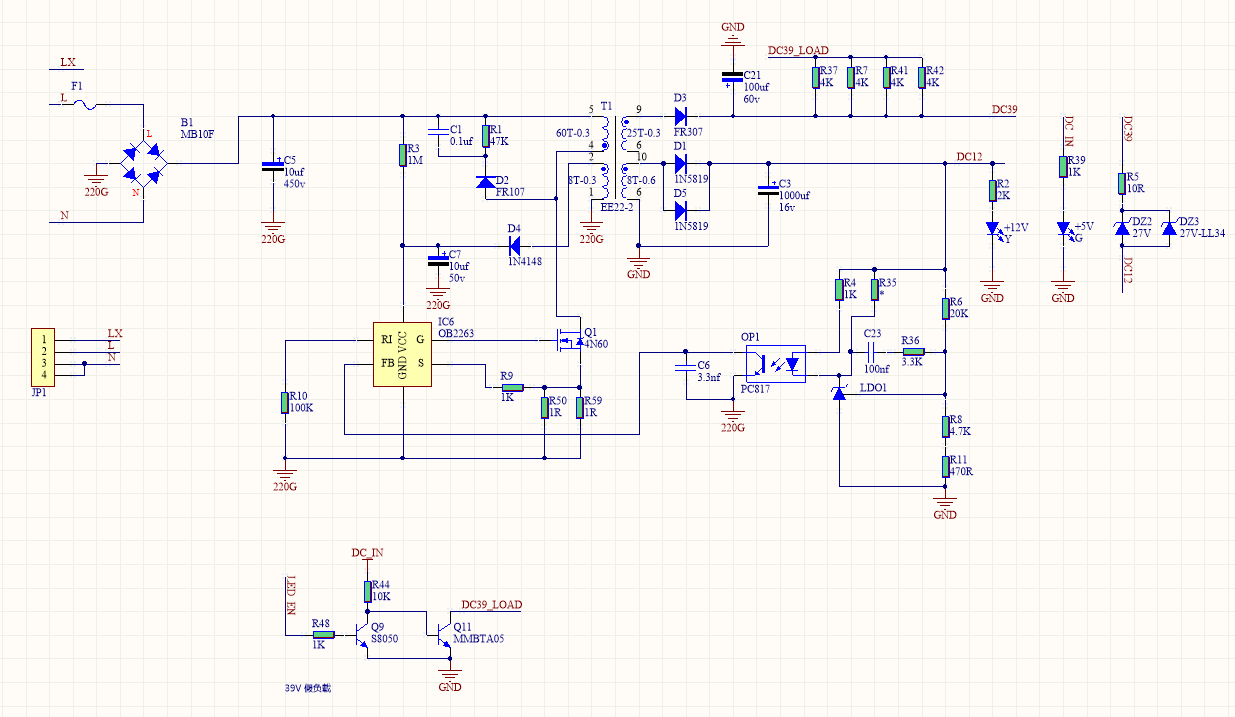 GND
DC39_LOAD
LX
F1
L
C21
100uf
60v
R37
4K
R7
4K
R41
4K
R42
4K
D3
FR307
DC39
B1
MB10F
L
N
220G
N
C5
10uf
450v
220G
R3
1M
C1
0.1uf
R1
47K
D2
FR107
T1
5
60T-0.3
4
2
8T-0.3
1
9
25T-0.3
6
10
8T-0.6
6
EE22-2
220G
D1
1N5819
D5
1N5819
C3
1000uf
16v
GND
DC12
R2
2K
+12V
Y
GND
DC_IN
R39
1K
+5V
G
GND
DC39
R5
10R
DZ2
27V
DZ3
27V-LL34
DC12
D4
1N4148
C7
10uf
50v
220G
IC6
OB2263
RI
G
FB
S
VCC
GND
Q1
4N60
R9
1K
R50
1R
R59
1R
R10
100K
220G
LX
L
N
1
2
3
4
JP1
C6
3.3nf
220G
OP1
PC817
R4
1K
R35
*
R6
20K
C23
100nf
R36
3.3K
LDO1
R8
4.7K
R11
470R
GND
DC_IN
R44
10K
LED_EN
R48
1K
Q9
S8050
Q11
MMBTA05
DC39_LOAD
GND
39V 假负载